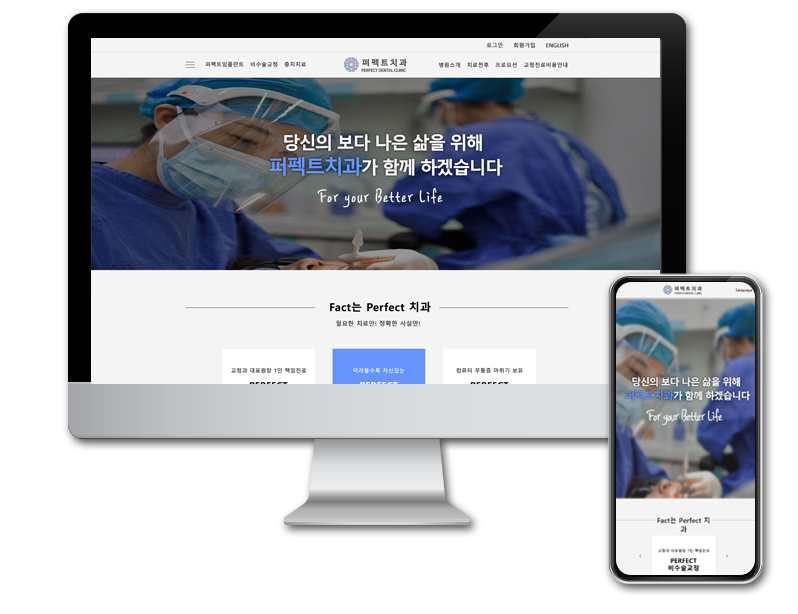 로그인 회원가입 ENGLISH
퍼펙트임플란트 비수술교정 충치치료
퍼펙트치과
PERFECT DENTAL CLINIC
병원소개 치료전후 프로모션 교정진료비용안내
당신의 보다 나은 삶을 위해
퍼펙트치과가 함께 하겠습니다
For your Better Life
Fact는 Perfect 치과
필요한 치료만! 정확한 사실만!
교정과 대표원장 1인 책임진료
PERFECT
어려울수록 자신있는
PERFECT
컴퓨터 무통증 마취기 보유
PERFECT
퍼펙트치과
PERFECT DENTAL CLINIC
Language
당신의 보다 나은 삶을 위해
퍼펙트치과가 함께 하겠습니다
For your Better Life
Fact는 Perfect 치
과
교정과 대표원장 1인 책임진료
PERFECT
비수술교정